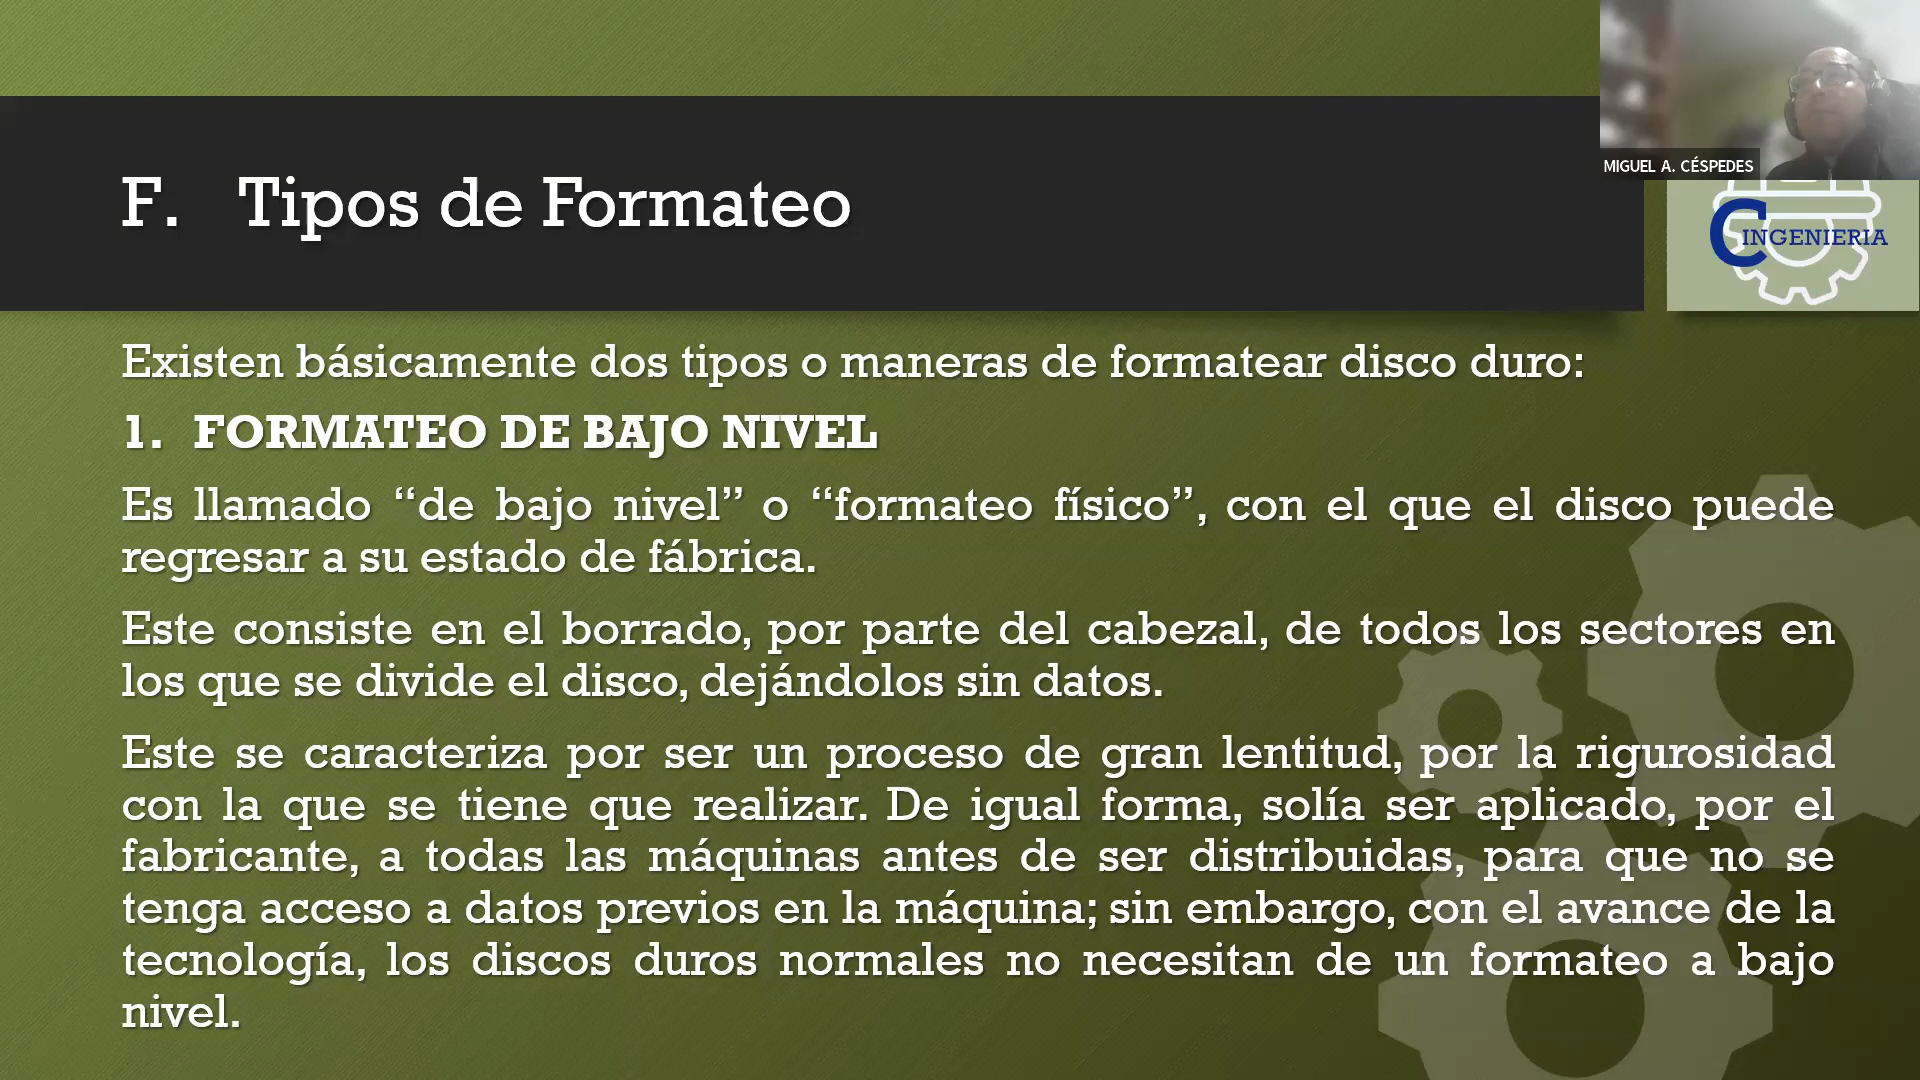 MIGUEL A. CÉSPEDES
F. Tipos de Formateo
C INGENIERIA
Existen básicamente dos tipos o maneras de formatear disco duro:
1. FORMATEO DE BAJO NIVEL
Es llamado “de bajo nivel” o “formateo físico”, con el que el disco puede
regresar a su estado de fábrica.
Este consiste en el borrado, por parte del cabezal, de todos los sectores en
los que se divide el disco, dejándolos sin datos.
Este se caracteriza por ser un proceso de gran lentitud, por la rigurosidad
con la que se tiene que realizar. De igual forma, solía ser aplicado, por el
fabricante, a todas las máquinas antes de ser distribuidas, para que no se
tenga acceso a datos previos en la máquina; sin embargo, con el avance de la
tecnología, los discos duros normales no necesitan de un formateo a bajo
nivel.